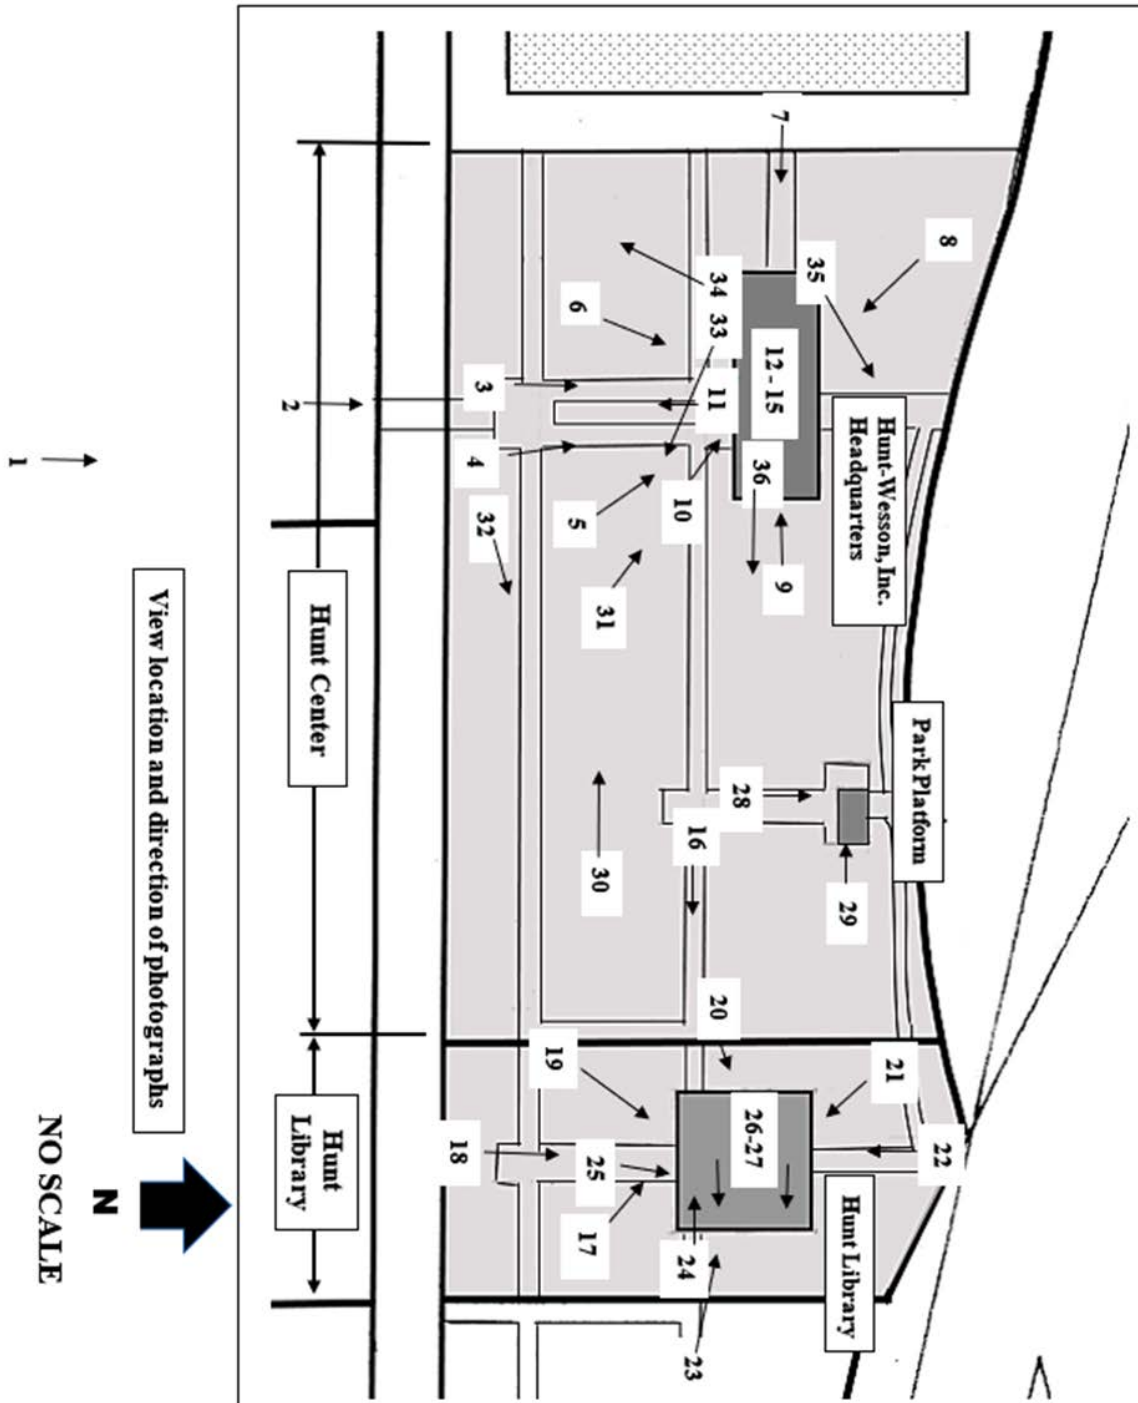 8
22
Park Platform
21
Hunt-Wesson, Inc.
Headquarters
Hunt Library
29
35
7
9
12 - 15
36
26-27
28
34
33
11
20
16
10
24
23
31
30
25
17
6
5
19
3
4
32
18
Hunt Center
Hunt
Library
2
View location and direction of photographs
N
NO SCALE
1